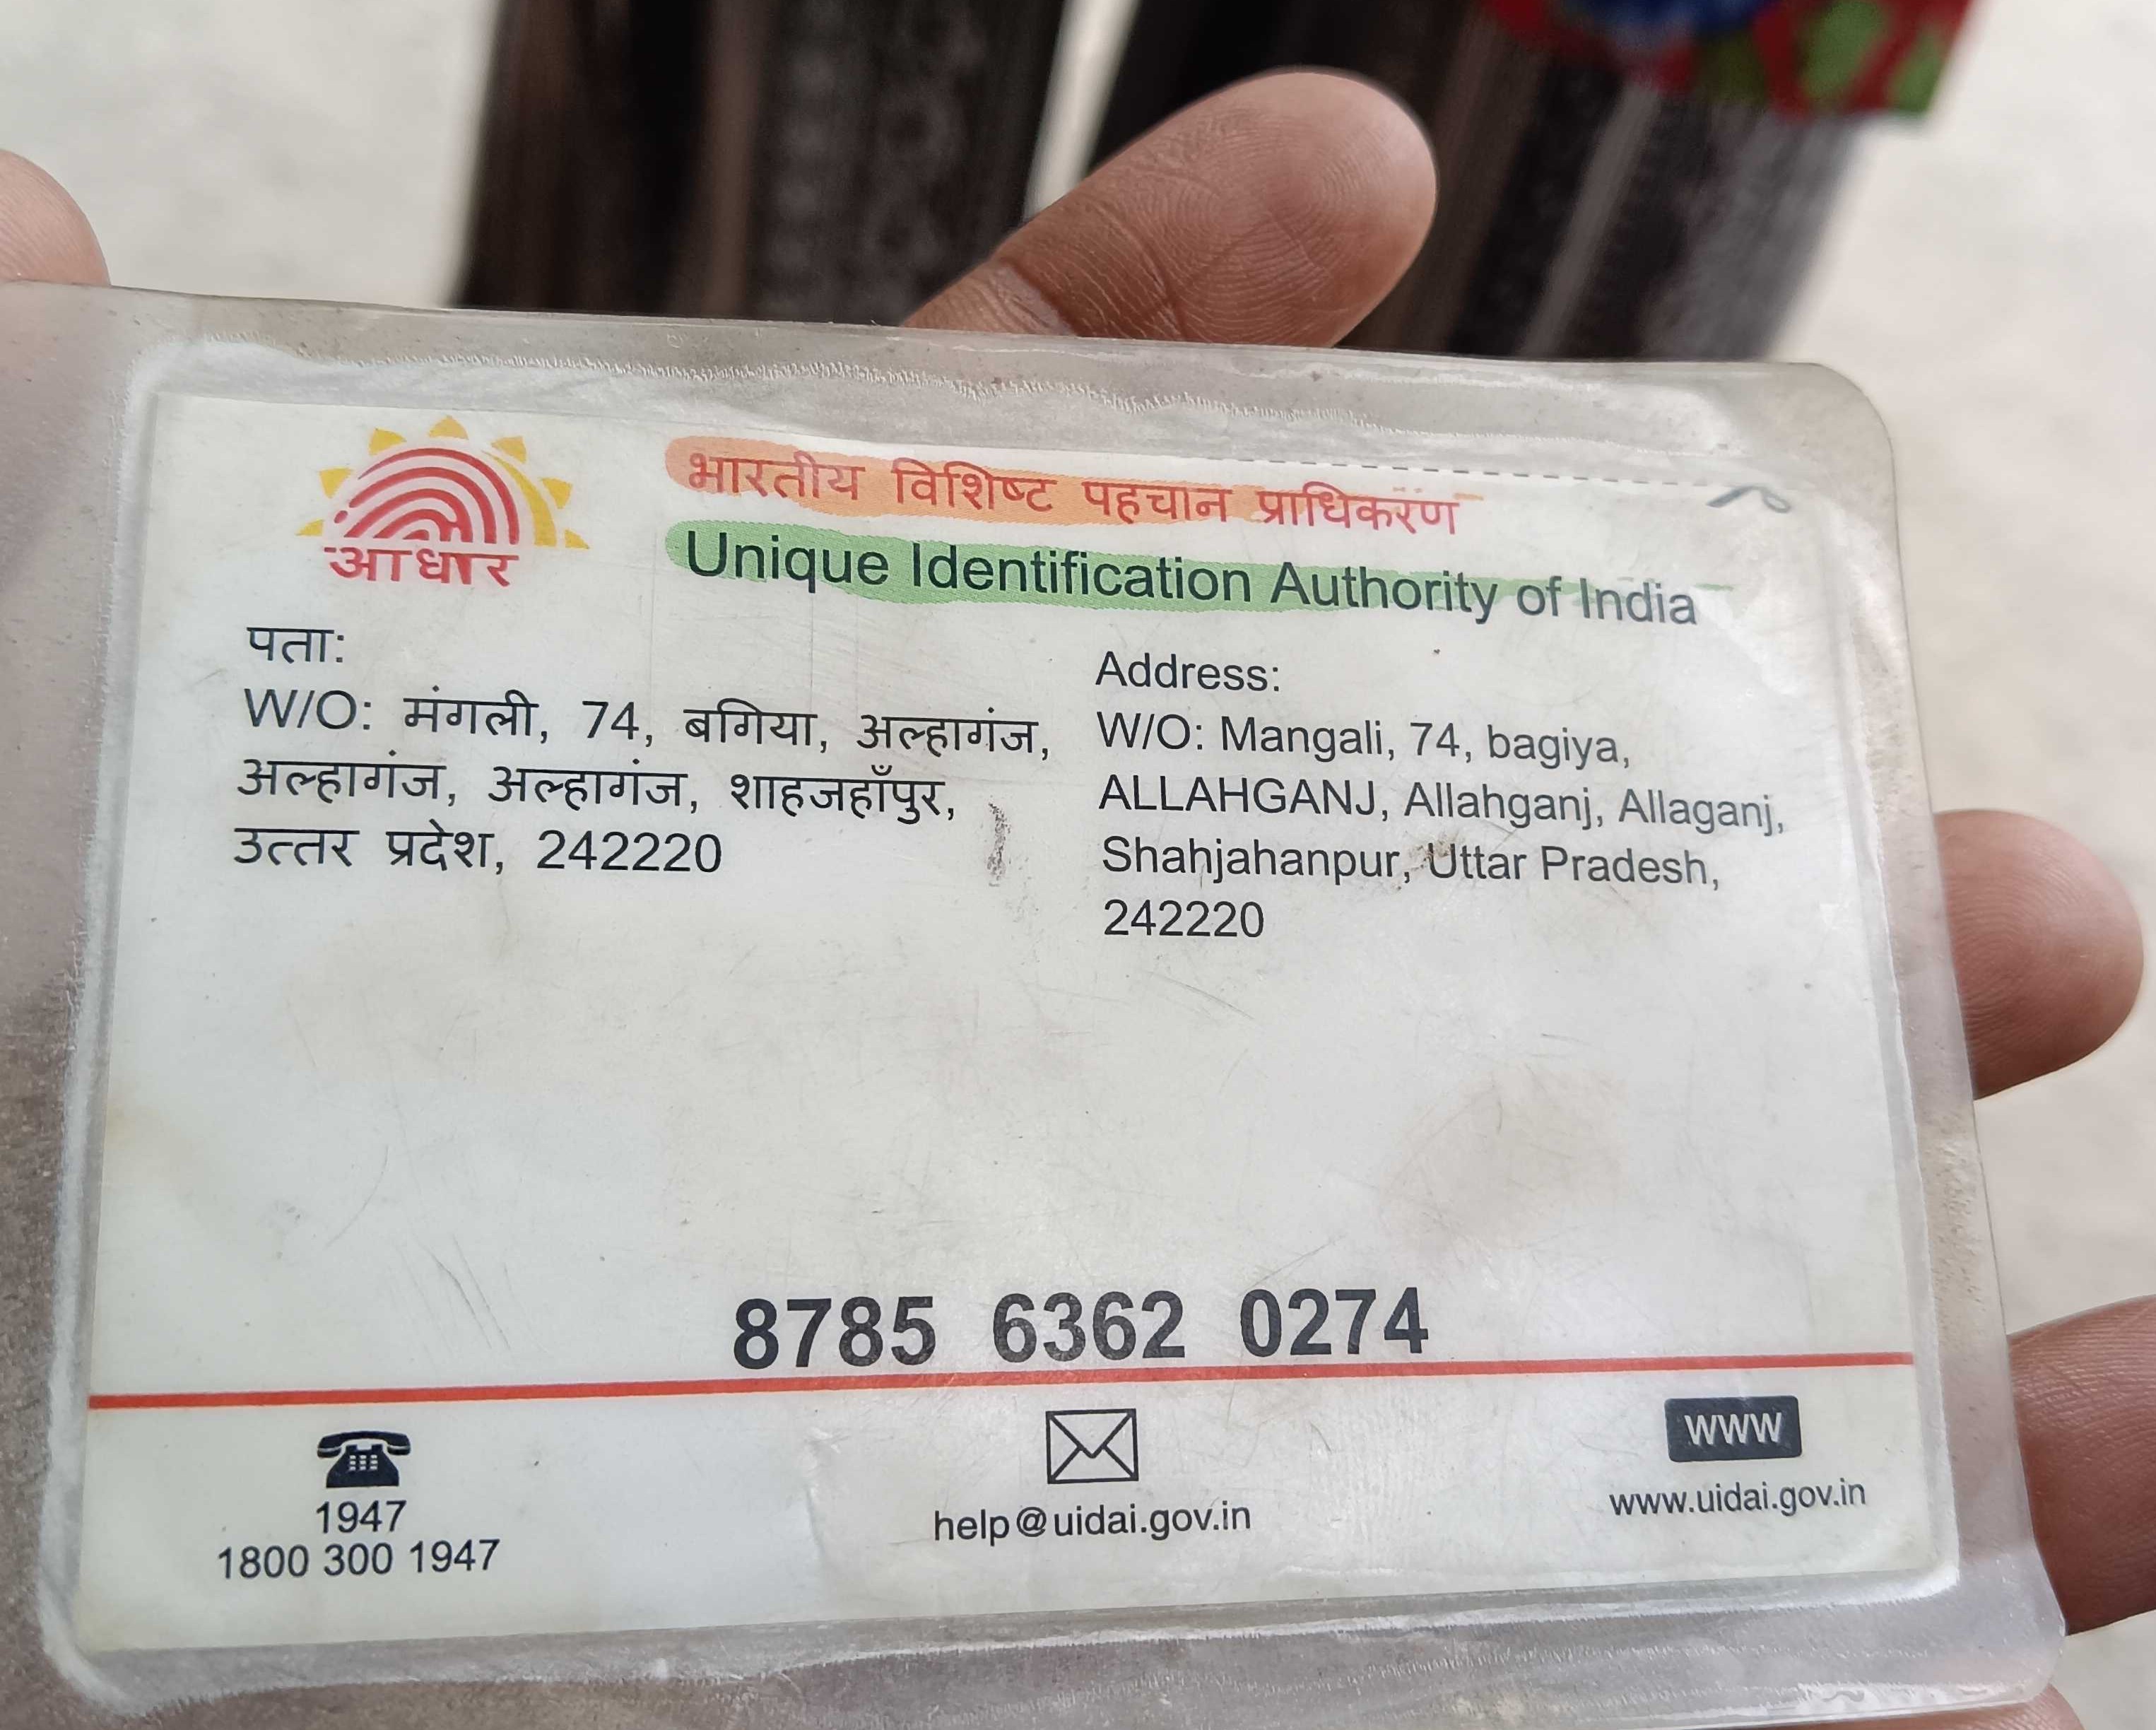 आधार
भारतीय विशिष्ट पहचान प्राधिकरण
Unique Identification Authority of India
पता:
W/O: मंगली, 74, बगिया, अल्हागंज,
अल्हागंज, अल्हागंज, शाहजहाँपुर,
उत्तर प्रदेश, 242220
Address:
W/O: Mangali, 74, bagiya,
ALLAHGANJ, Allahganj, Allaganj,
Shahjahanpur, Uttar Pradesh,
242220
8785 6362 0274
1947
1800 300 1947
help@uidai.gov.in
www
www.uidai.gov.in